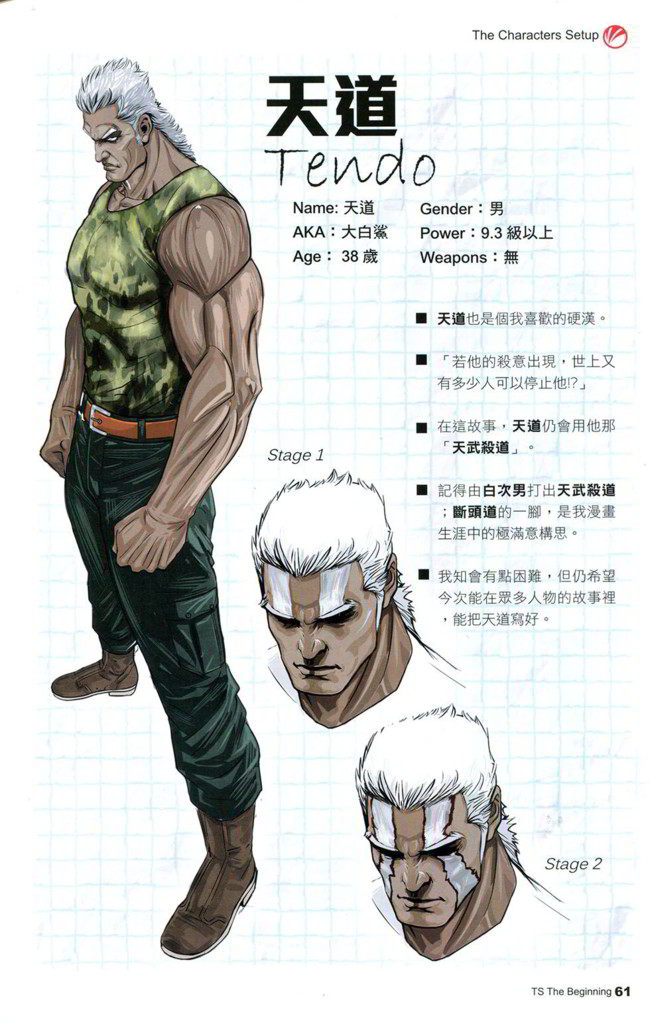 The Characters Setup
天道
Tendo
Name: 天道 Gender：男
AKA：大白鯊 Power：9.3 級以上
Age： 38 歲 Weapons：無
■ 天道也是個我喜歡的硬漢。
■ 「若他的殺意出現，世上又
有多少人可以停止他!?」
■ 在這故事，天道仍會用他那
「天武殺道」。
■ 記得由白次男打出天武殺道
；斷頭道的一腳，是我漫畫
生涯中的極滿意構思。
■ 我知會有點困難，但仍希望
今次能在眾多人物的故事裡
，能把天道寫好。
Stage 1
Stage 2
TS The Beginning 61